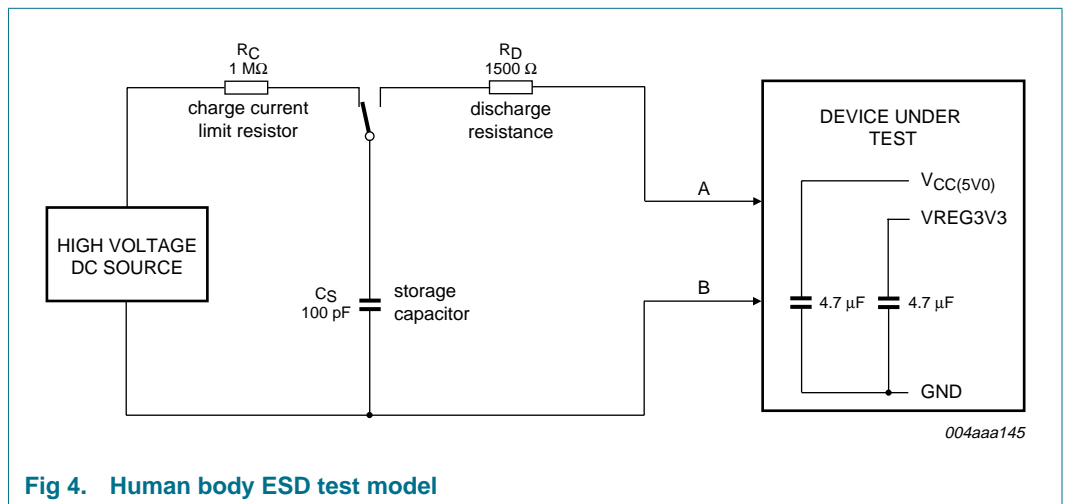 RC
1 MΩ
charge current
limit resistor
RD
1500 Ω
discharge
resistance
DEVICE UNDER
TEST
VCC(5V0)
VREG3V3
A
HIGH VOLTAGE
DC SOURCE
CS
100 pF
storage
capacitor
B
4.7 μF
4.7 μF
GND
004aaa145
Fig 4. Human body ESD test model